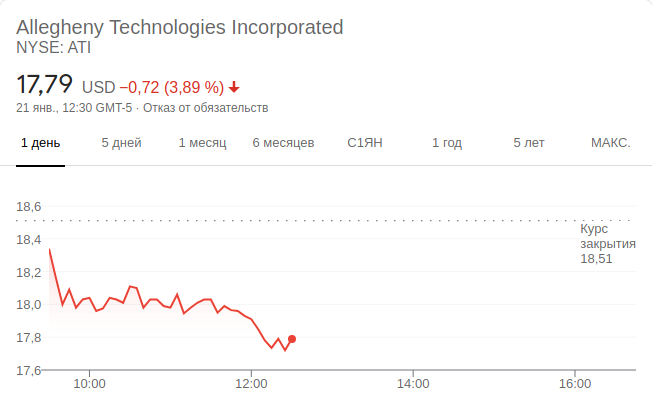 Allegheny Technologies Incorporated
NYSE: ATI
17,79 USD −0,72 (3,89 %)
21 янв., 12:30 GMT-5 · Отказ от обязательств
1 день 5 дней 1 месяц 6 месяцев С1ЯН 1 год 5 лет МАКС.
18,6
Курс
18,4
закрытия
18,51
18,2
18,0
17,8
17,6
10:00 12:00 14:00 16:00